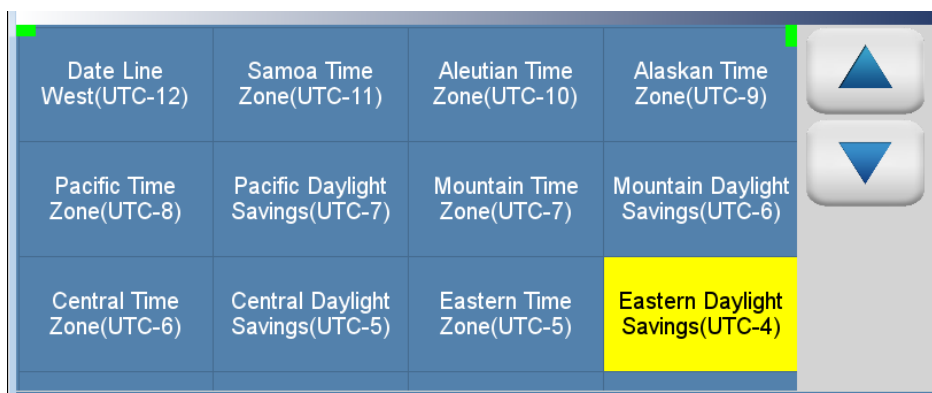 Date Line
West(UTC-12)
Samoa Time
Zone(UTC-11)
Aleutian Time
Zone(UTC-10)
Alaskan Time
Zone(UTC-9)
Pacific Time
Zone(UTC-8)
Pacific Daylight
Savings(UTC-7)
Mountain Time
Zone(UTC-7)
Mountain Daylight
Savings(UTC-6)
Central Time
Zone(UTC-6)
Central Daylight
Savings(UTC-5)
Eastern Time
Zone(UTC-5)
Eastern Daylight
Savings(UTC-4)